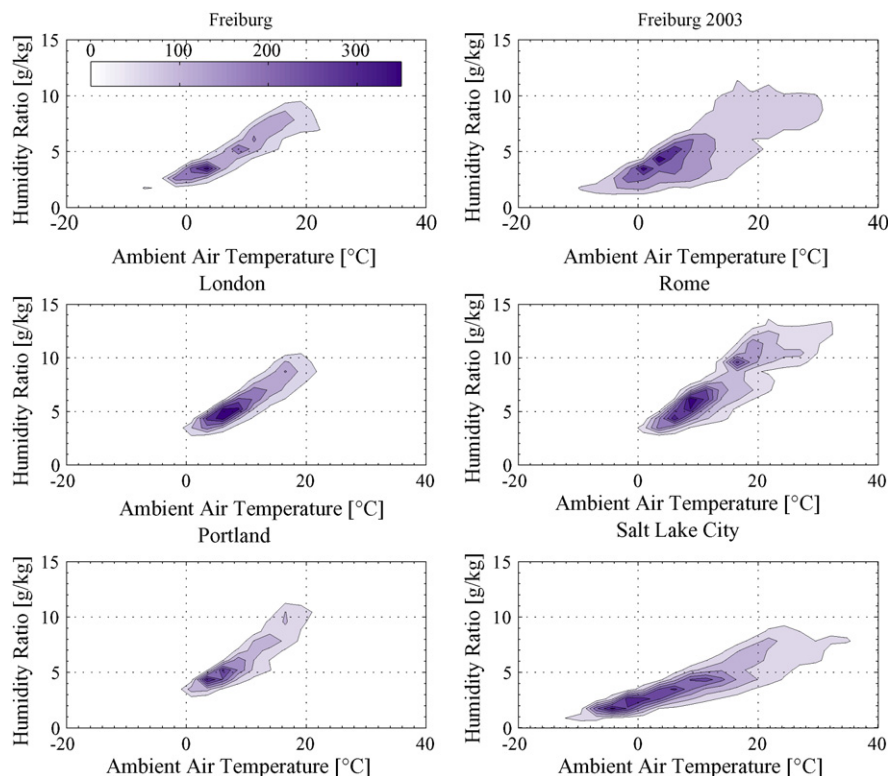 Freiburg
0 100 200 300
Humidity Ratio [g/kg]
15
10
5
0
-20 0 20 40
Ambient Air Temperature [°C]
Freiburg 2003
Humidity Ratio [g/kg]
15
10
5
0
-20 0 20 40
Ambient Air Temperature [°C]
London
Humidity Ratio [g/kg]
15
10
5
0
-20 0 20 40
Ambient Air Temperature [°C]
Rome
Humidity Ratio [g/kg]
15
10
5
0
-20 0 20 40
Ambient Air Temperature [°C]
Portland
Humidity Ratio [g/kg]
15
10
5
0
-20 0 20 40
Ambient Air Temperature [°C]
Salt Lake City
Humidity Ratio [g/kg]
15
10
5
0
-20 0 20 40
Ambient Air Temperature [°C]